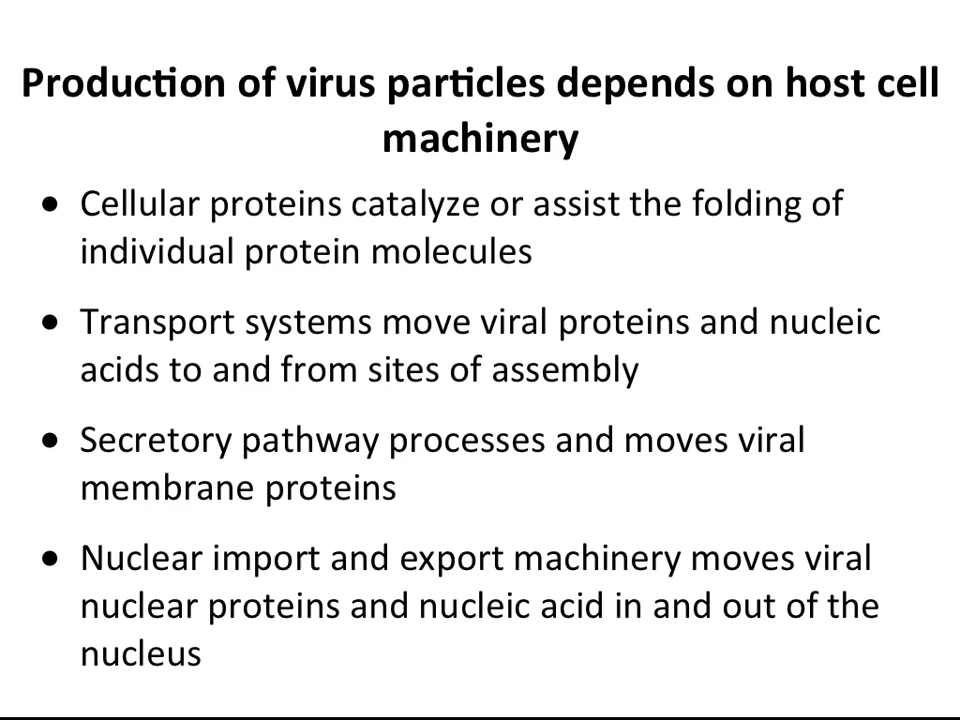 Production of virus particles depends on host cell
machinery
• Cellular proteins catalyze or assist the folding of
individual protein molecules
• Transport systems move viral proteins and nucleic
acids to and from sites of assembly
• Secretory pathway processes and moves viral
membrane proteins
• Nuclear import and export machinery moves viral
nuclear proteins and nucleic acid in and out of the
nucleus